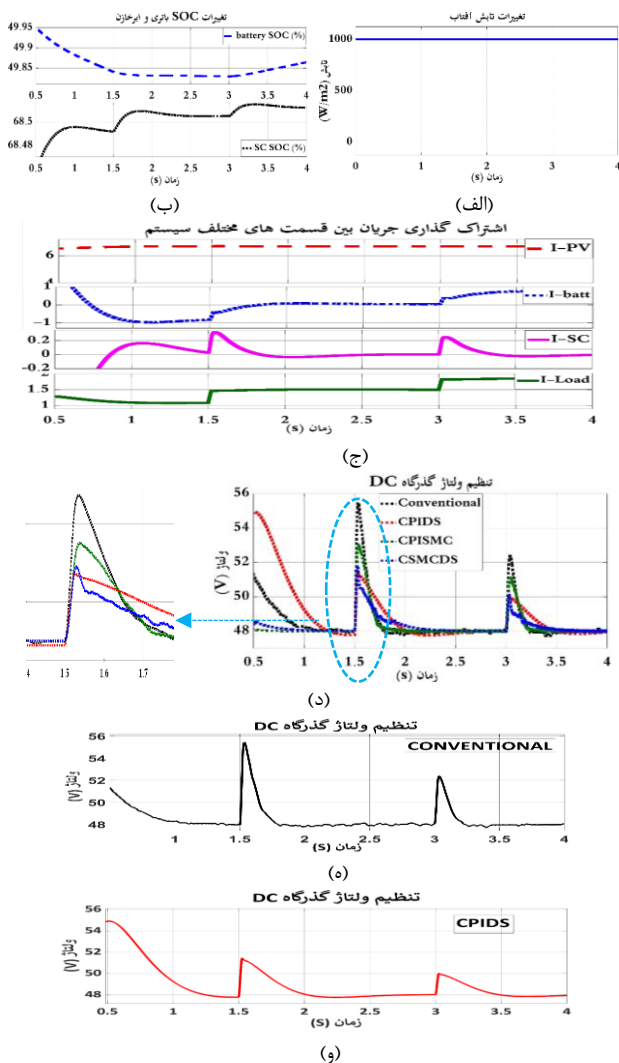 تغییرات SOC باتری و ابرخازن
49.95
49.9
49.85
battery SOC (%)
0.5 1 1.5 2 2.5 3 3.5 4
68.5
68.48
SC SOC (%)
0.5 1 1.5 2 2.5 3 3.5 4
زمان (s)
(ب)
تغییرات تابش آفتاب
تابش (W/m2)
1000
500
0
0 1 2 3 4
زمان (s)
(الف)
اشتراک گذاری جریان بین قسمت های مختلف سیستم
6
4
I-PV
1
0
-1
I-batt
0.2
0
-0.2
I-SC
2
1.5
1
I-Load
0.5 1 1.5 2 2.5 3 3.5 4
زمان (s)
(ج)
4 1.5 1.6 1.7
تنظیم ولتاژ گذرگاه DC
ولتاژ (V)
56
54
52
50
48
Conventional
CPIDS
CPISMC
CSMCDS
0.5 1 1.5 2 2.5 3 3.5 4
زمان (s)
(د)
تنظیم ولتاژ گذرگاه DC
ولتاژ (V)
56
54
52
50
48
CONVENTIONAL
1 1.5 2 2.5 3 3.5 4
زمان (S)
(ه)
تنظیم ولتاژ گذرگاه DC
ولتاژ (V)
56
54
52
50
48
CPIDS
0.5 1 1.5 2 2.5 3 3.5 4
زمان (S)
(و)